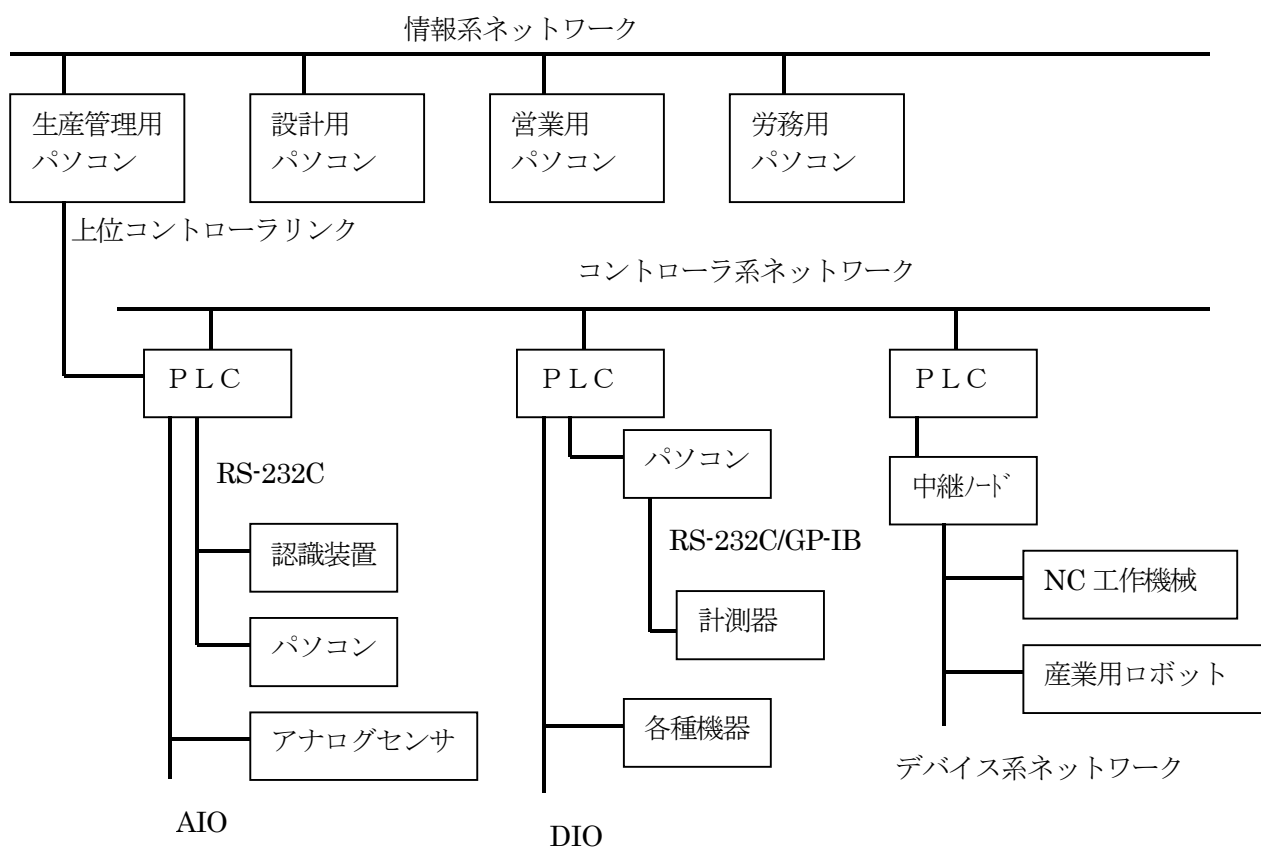 情報系ネットワーク
生産管理用
パソコン
設計用
パソコン
営業用
パソコン
労務用
パソコン
上位コントローラリンク
コントローラ系ネットワーク
ＰＬＣ
ＰＬＣ
ＰＬＣ
RS-232C
認識装置
パソコン
アナログセンサ
AIO
パソコン
RS-232C/GP-IB
計測器
各種機器
DIO
中継ﾉｰﾄﾞ
NC 工作機械
産業用ロボット
デバイス系ネットワーク